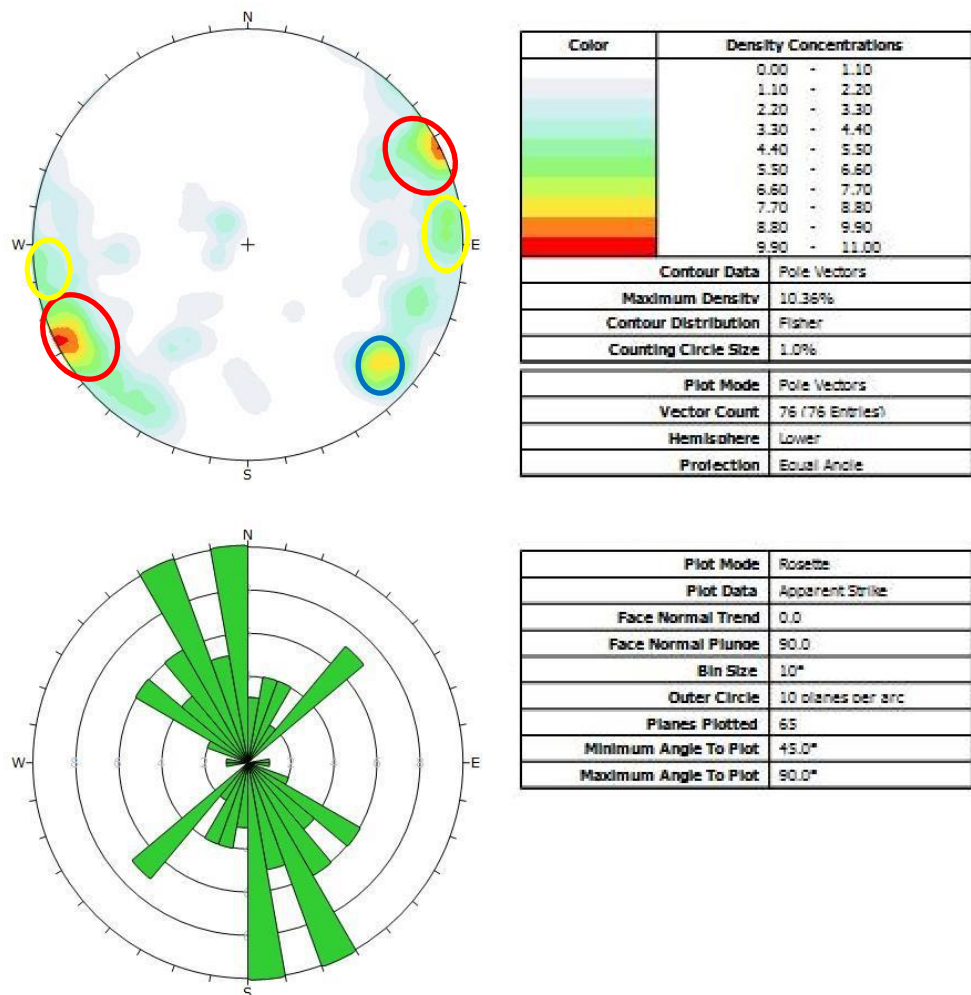 N
W
E
S
Color Density Concentrations
0.00 - 1.10
1.10 - 2.20
2.20 - 3.30
3.30 - 4.40
4.40 - 5.50
5.50 - 6.60
6.60 - 7.70
7.70 - 8.80
8.80 - 9.90
9.90 - 11.00
Contour Data Pole Vectors
Maximum Density 10.36%
Contour Distribution Fisher
Counting Circle Size 1.0%
Plot Mode Pole Vectors
Vector Count 76 (76 Entries)
Hemisphere Lower
Projection Equal Angle
N
W
E
S
Plot Mode Rosette
Plot Data Apparent Strike
Face Normal Trend 0.0
Face Normal Plunge 90.0
Bin Size 10°
Outer Circle 10 planes per arc
Planes Plotted 65
Minimum Angle To Plot 45.0°
Maximum Angle To Plot 90.0°